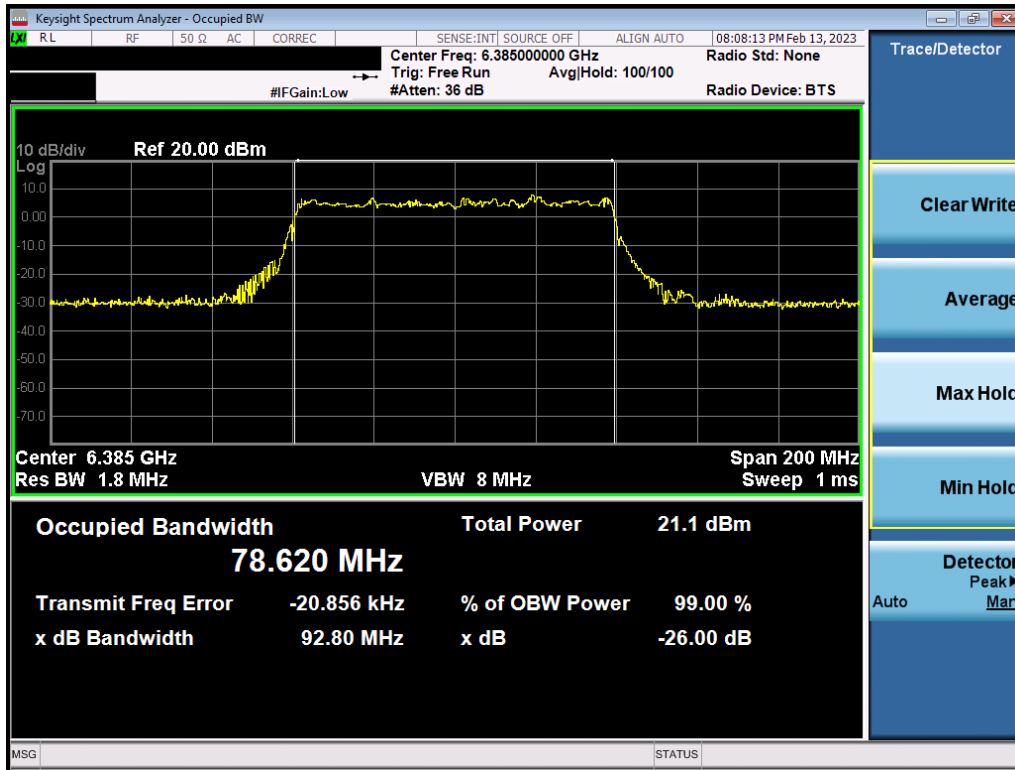 Keysight Spectrum Analyzer - Occupied BW
LXI RL RF 50 Ω AC CORREC SENSE:INT SOURCE OFF ALIGN AUTO 08:08:13 PM Feb 13, 2023
Center Freq: 6.385000000 GHz Radio Std: None
Trig: Free Run Avg|Hold: 100/100
#IFGain:Low #Atten: 36 dB Radio Device: BTS
Trace/Detector
10 dB/div Ref 20.00 dBm
Log
10.0
0.00
-10.0
-20.0
-30.0
-40.0
-50.0
-60.0
-70.0
Center 6.385 GHz Span 200 MHz
Res BW 1.8 MHz VBW 8 MHz Sweep 1 ms
Occupied Bandwidth Total Power 21.1 dBm
78.620 MHz
Transmit Freq Error -20.856 kHz % of OBW Power 99.00 %
x dB Bandwidth 92.80 MHz x dB -26.00 dB
Clear Write
Average
Max Hold
Min Hold
Detector
Peak
Auto Man
MSG STATUS